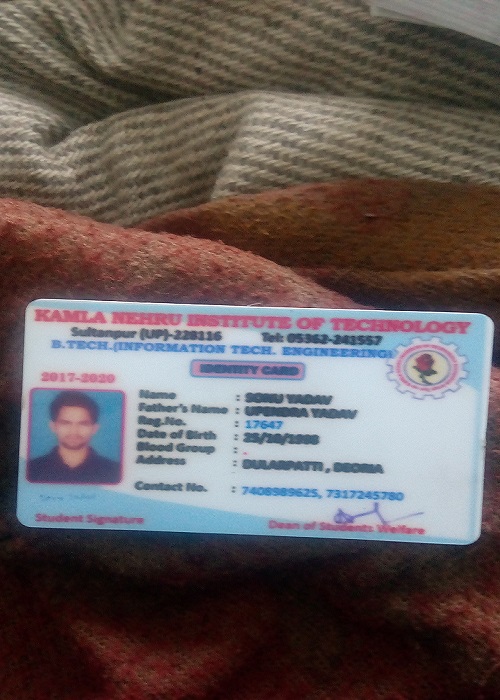 KAMLA NEHRU INSTITUTE OF TECHNOLOGY
Sultanpur (UP)-228116 Tel: 05362-241557
B.TECH.(INFORMATION TECH. ENGINEERING)
IDENTITY CARD
2017-2020
Name : SONU YADAV
Father's Name : UPENDRA YADAV
Reg.No. : 17647
Date of Birth : 25/10/1998
Blood Group : .
Address : DULARPATTI , DEORIA
Contact No. : 7408989625, 7317245780
Student Signature
Dean of Students Welfare